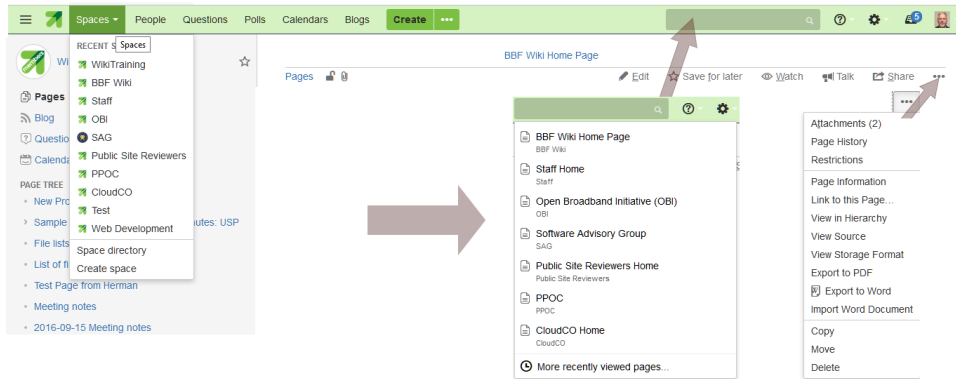 Spaces People Questions Polls Calendars Blogs Create
5
RECENT S
Spaces
WikiTraining
BBF Wiki
Staff
OBI
SAG
Public Site Reviewers
PPOC
CloudCO
Test
Web Development
Space directory
Create space
Wi
Pages
Blog
Questio
Calenda
PAGE TREE
New Pro
Sample utes: USP
File lists
List of fi
Test Page from Herman
Meeting notes
2016-09-15 Meeting notes
BBF Wiki Home Page
Pages
Edit Save for later Watch Talk Share
BBF Wiki Home Page
BBF Wiki
Staff Home
Staff
Open Broadband Initiative (OBI)
OBI
Software Advisory Group
SAG
Public Site Reviewers Home
Public Site Reviewers
PPOC
PPOC
CloudCO Home
CloudCO
More recently viewed pages...
Attachments (2)
Page History
Restrictions
Page Information
Link to this Page...
View in Hierarchy
View Source
View Storage Format
Export to PDF
Export to Word
Import Word Document
Copy
Move
Delete